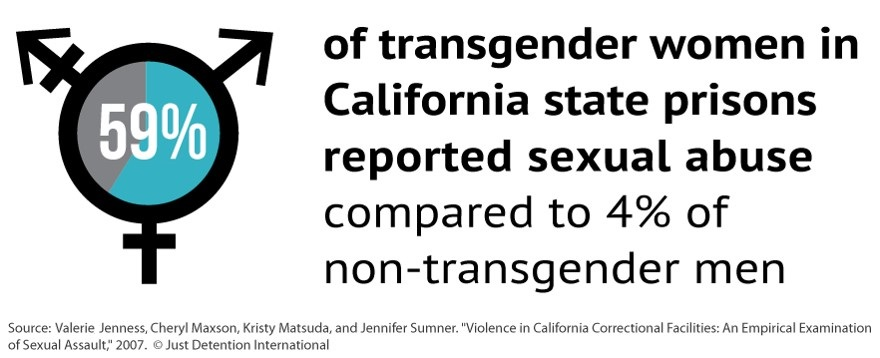 59%
of transgender women in
California state prisons
reported sexual abuse
compared to 4% of
non-transgender men
Source: Valerie Jenness, Cheryl Maxson, Kristy Matsuda, and Jennifer Sumner. "Violence in California Correctional Facilities: An Empirical Examination
of Sexual Assault," 2007. © Just Detention International